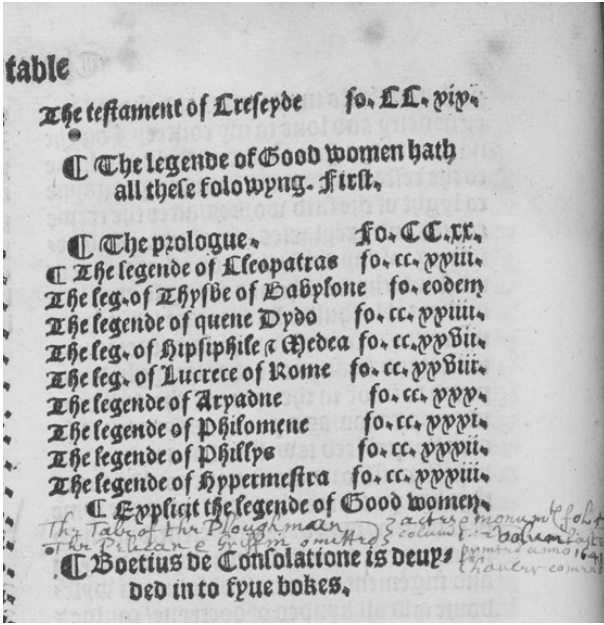 table
The testament of Creseyde fo. CC. xix.
¶ The legende of Good women hath
all these folowyng. First.
¶ The prologue. Fo. CC. xx.
¶ The legende of Cleopatras fo. cc. xxiii.
The leg. of Thysbe of Babylone fo. eodem
The legende of quene Dydo fo. cc. xxiiii.
The leg. of Hipsiphile ⁊ Medea fo. cc. xxvii.
The leg. of Lucrece of Rome fo. cc. xxviii.
The legende of Aryadne fo. cc. xxx.
The legende of Philomene fo. cc. xxxi.
The legende of Phillys fo. cc. xxxii.
The legende of Hypermestra fo. cc. xxxiii.
¶ Explicit the legende of Good women.
The Tale of the Ploughman
The Pelican Griffin omitted
¶ Boetius de Consolatione is deuy-
ded in to fyue bokes.